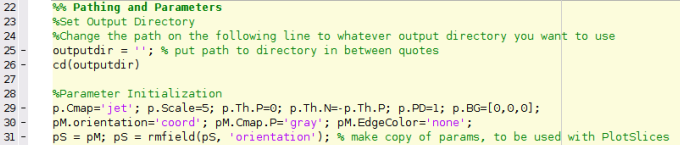 22 %% Pathing and Parameters
23 %Set Output Directory
24 %Change the path on the following line to whatever output directory you want to use
25 - outputdir = ''; % put path to directory in between quotes
26 - cd(outputdir)
27
28 %Parameter Initialization
29 - p.Cmap='jet'; p.Scale=5; p.Th.P=0; p.Th.N=-p.Th.P; p.PD=1; p.BG=[0,0,0];
30 - pM.orientation='coord'; pM.Cmap.P='gray'; pM.EdgeColor='none';
31 - pS = pM; pS = rmfield(pS, 'orientation'); % make copy of params, to be used with PlotSlices